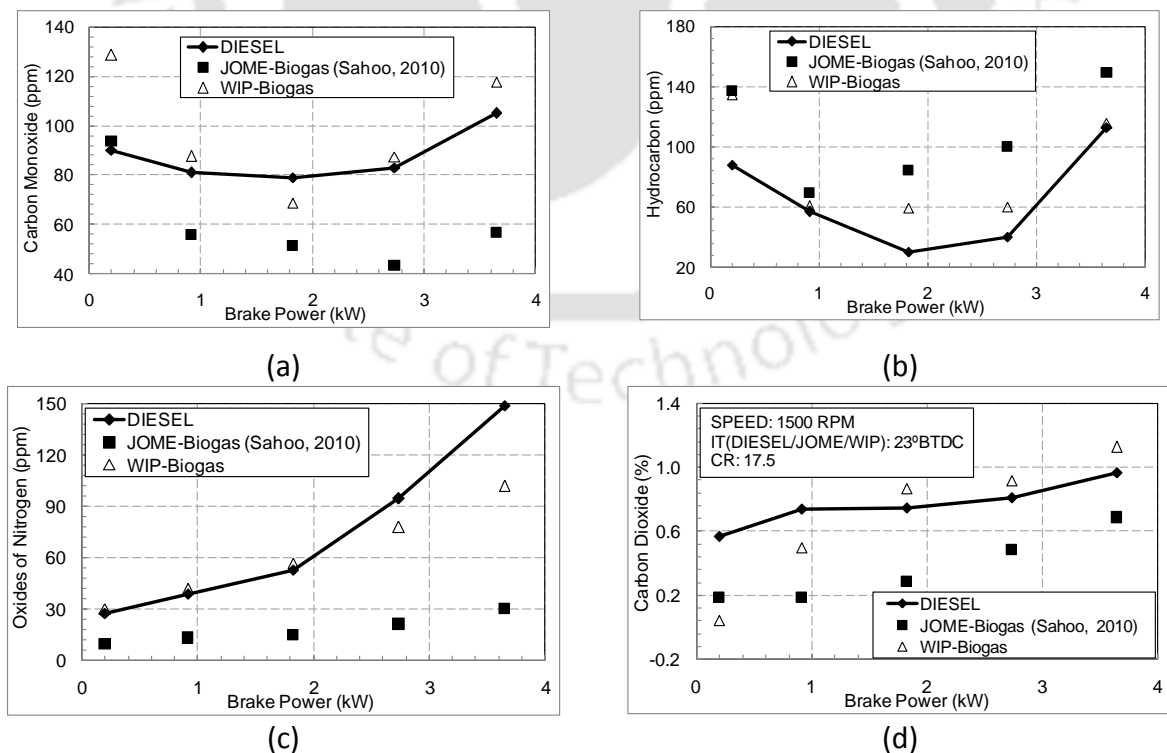 140
120
100
80
60
40
Carbon Monoxide (ppm)
DIESEL
JOME-Biogas (Sahoo, 2010)
WIP-Biogas
0 1 2 3 4
Brake Power (kW)
(a)
180
140
100
60
20
Hydrocarbon (ppm)
DIESEL
JOME-Biogas (Sahoo, 2010)
WIP-Biogas
0 1 2 3 4
Brake Power (kW)
(b)
e of Technolo
150
120
90
60
30
0
Oxides of Nitrogen (ppm)
DIESEL
JOME-Biogas (Sahoo, 2010)
WIP-Biogas
0 1 2 3 4
Brake Power (kW)
(c)
1.4
1.0
0.6
0.2
-0.2
Carbon Dioxide (%)
SPEED: 1500 RPM
IT(DIESEL/JOME/WIP): 23⁰BTDC
CR: 17.5
DIESEL
JOME-Biogas (Sahoo, 2010)
WIP-Biogas
0 1 2 3 4
Brake Power (kW)
(d)